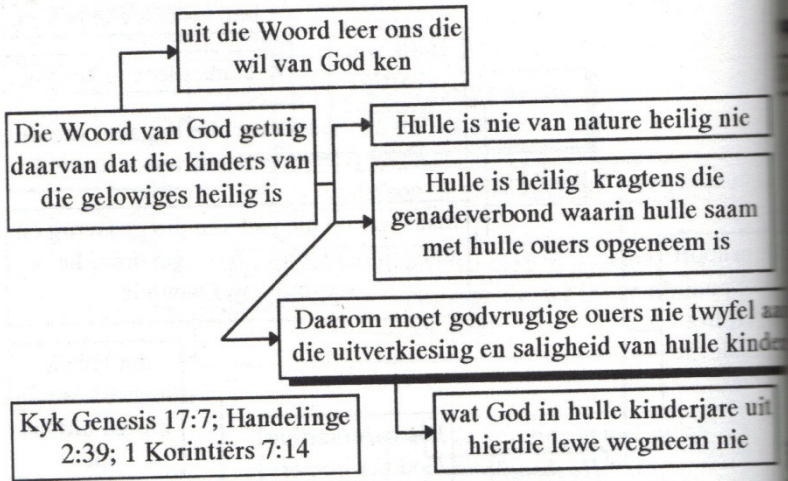 uit die Woord leer ons die
wil van God ken
Die Woord van God getuig
daarvan dat die kinders van
die gelowiges heilig is
Hulle is nie van nature heilig nie
Hulle is heilig kragtens die
genadeverbond waarin hulle saam
met hulle ouers opgeneem is
Daarom moet godvrugtige ouers nie twyfel
die uitverkiesing en saligheid van hulle
wat God in hulle kinderjare uit
hierdie lewe wegneem nie
Kyk Genesis 17:7; Handelinge
2:39; 1 Korintiërs 7:14